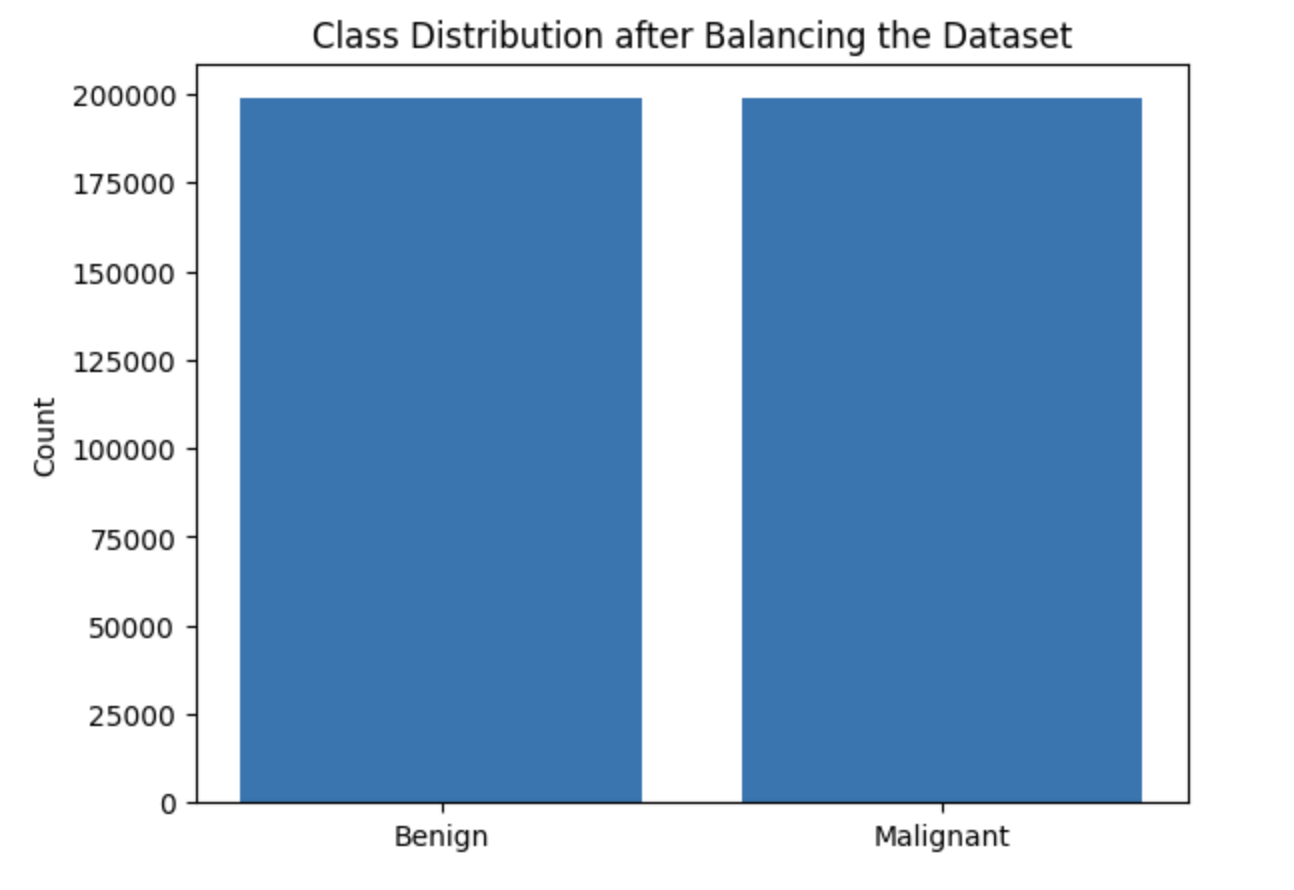 Class Distribution after Balancing the Dataset
200000
175000
150000
125000
100000
75000
50000
25000
0
Count
Benign
Malignant